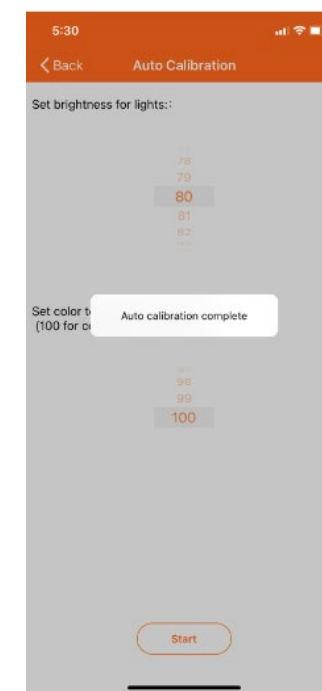 5:30
Back
Auto Calibration
Set brightness for lights::
78
79
80
81
82
Set color t
Auto calibration complete
(100 for c
98
99
100
Start